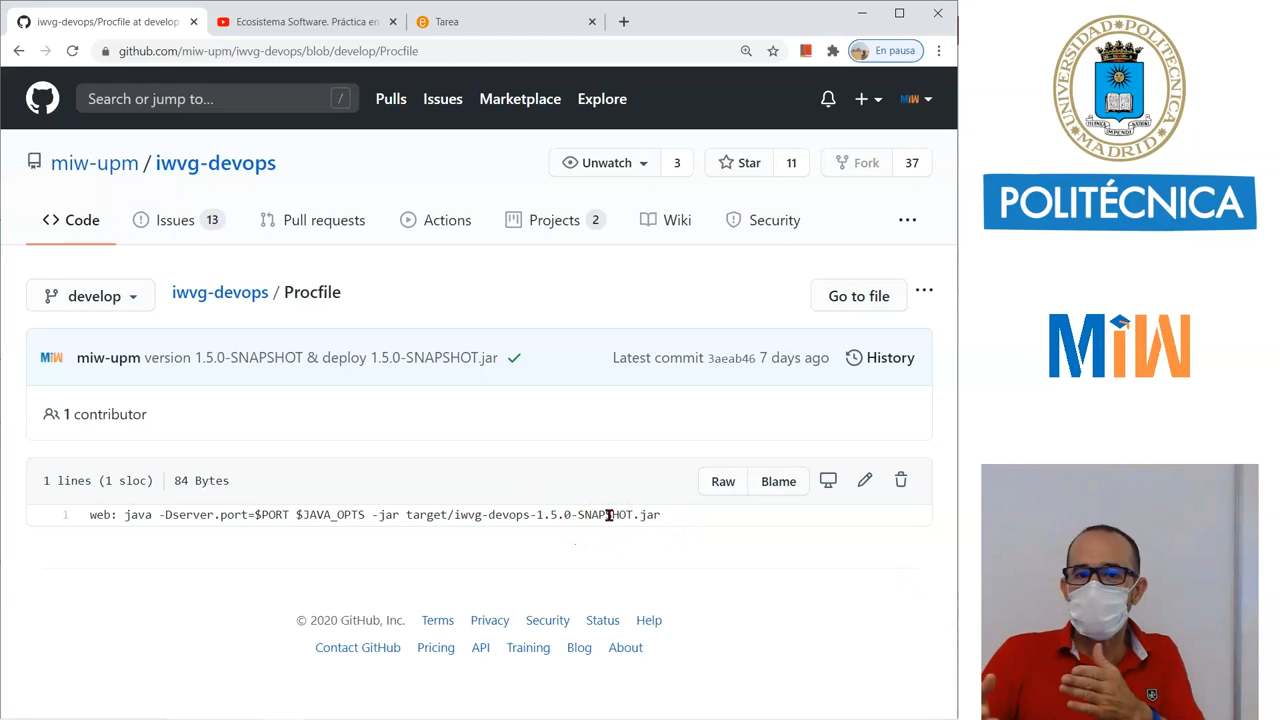 iwvg-devops/Procfile at develop
Ecosistema Software. Práctica en
Tarea
github.com/miw-upm/iwvg-devops/blob/develop/Procfile
En pausa
Search or jump to...
/
Pulls
Issues
Marketplace
Explore
MiW
miw-upm / iwvg-devops
Unwatch
3
Star
11
Fork
37
Code
Issues 13
Pull requests
Actions
Projects 2
Wiki
Security
develop
iwvg-devops / Procfile
Go to file
MiW
miw-upm version 1.5.0-SNAPSHOT & deploy 1.5.0-SNAPSHOT.jar
Latest commit 3aeab46 7 days ago
History
1 contributor
1 lines (1 sloc)
84 Bytes
Raw
Blame
1 web: java -Dserver.port=$PORT $JAVA_OPTS -jar target/iwvg-devops-1.5.0-SNAPSHOT.jar
© 2020 GitHub, Inc.
Terms
Privacy
Security
Status
Help
Contact GitHub
Pricing
API
Training
Blog
About
UNIVERSIDAD POLITÉCNICA
MADRID
POLITÉCNICA
MiW